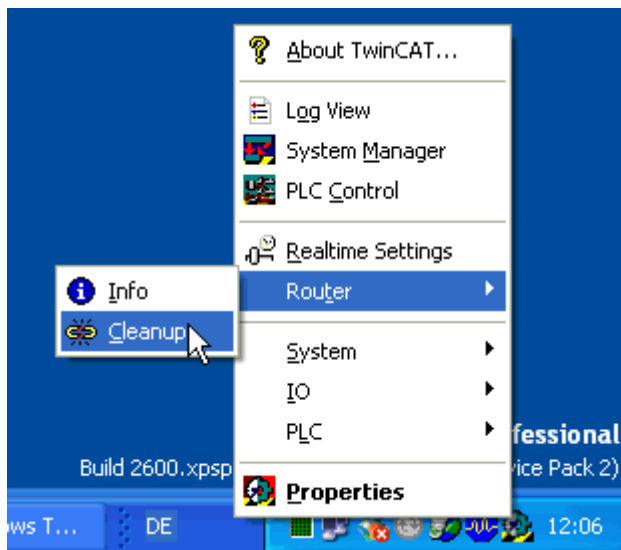 About TwinCAT...
Log View
System Manager
PLC Control
Realtime Settings
Router
Info
Cleanup
System
IO
PLC
fessional
Build 2600.xpsp
vice Pack 2)
Properties
ws T...
DE
12:06